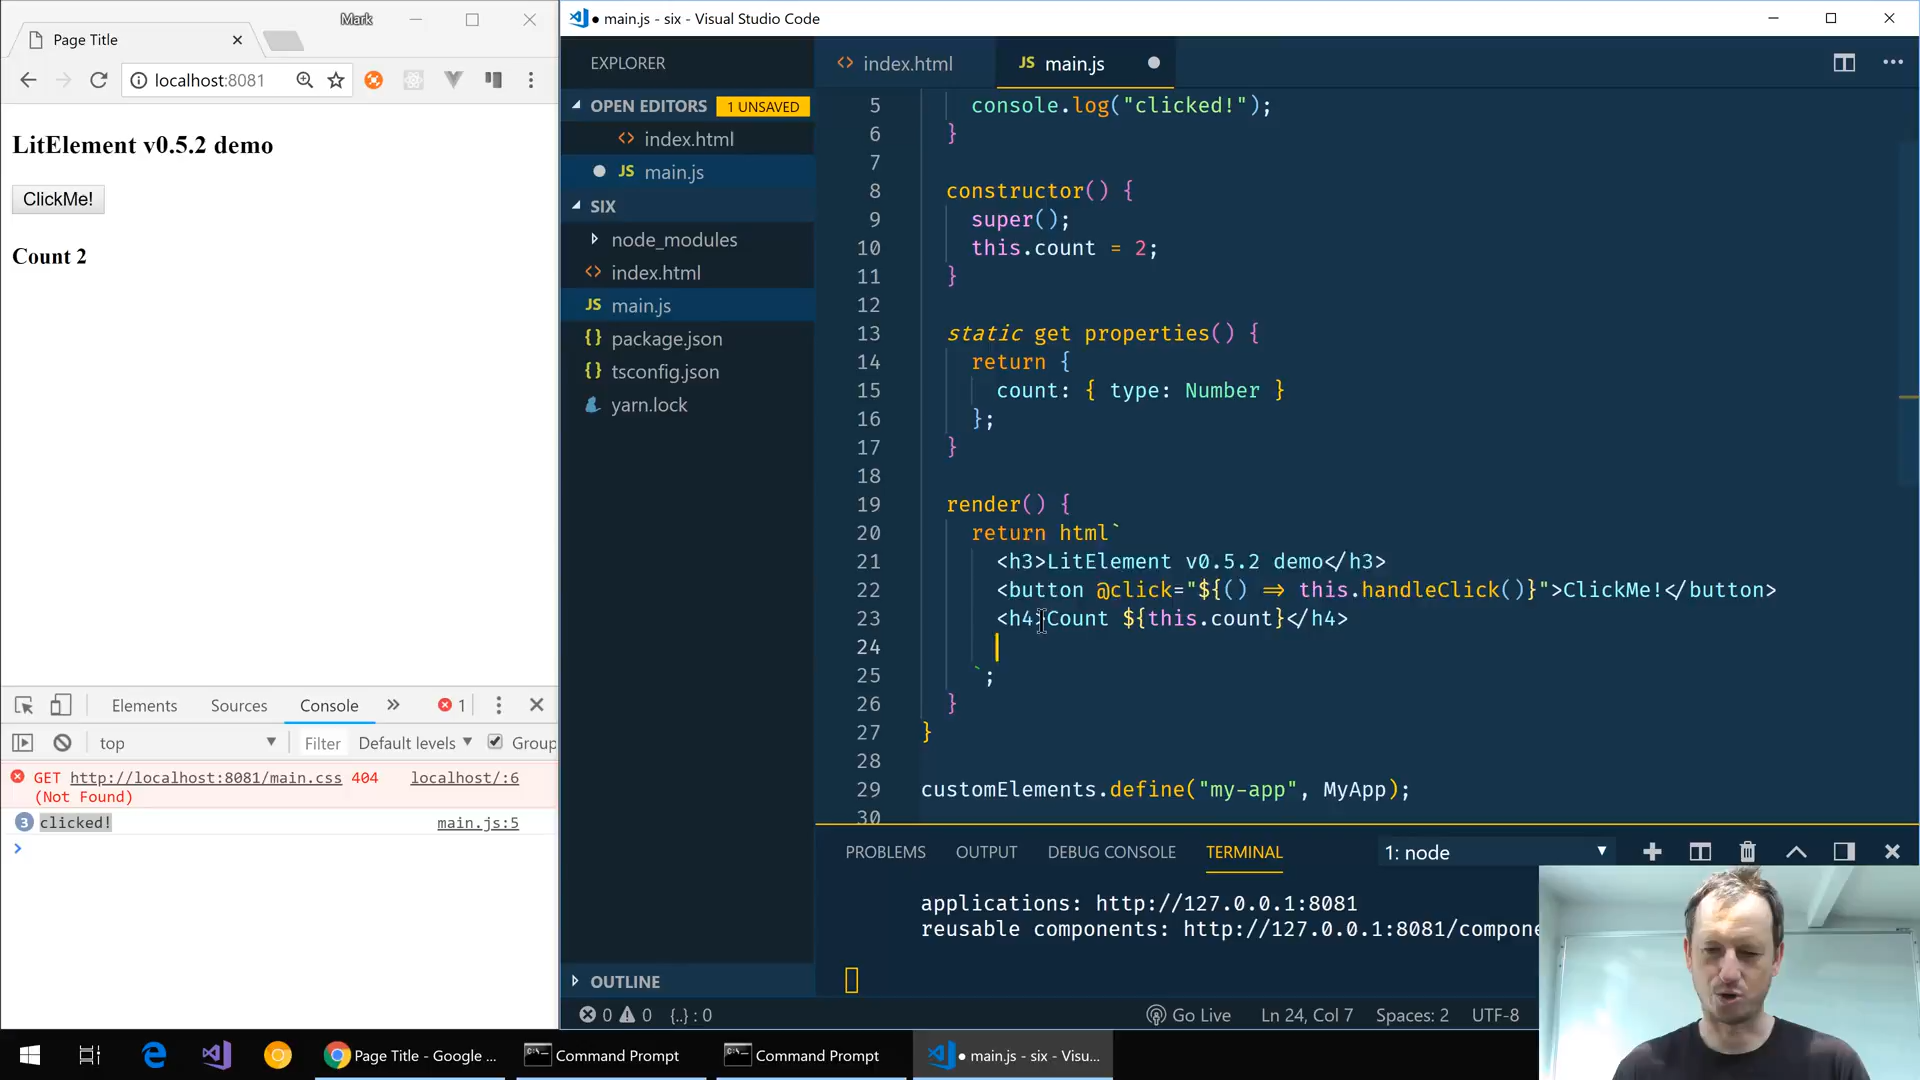 Mark
Page Title
localhost:8081
LitElement v0.5.2 demo
ClickMe!
Count 2
Elements Sources Console 1
top Filter Default levels Group
GET http://localhost:8081/main.css 404 (Not Found) localhost/:6
3 clicked! main.js:5
main.js - six - Visual Studio Code
EXPLORER
OPEN EDITORS 1 UNSAVED
index.html
JS main.js
SIX
node_modules
index.html
JS main.js
package.json
tsconfig.json
yarn.lock
OUTLINE
index.html JS main.js
5 console.log("clicked!");
6 }
7
8 constructor() {
9 super();
10 this.count = 2;
11 }
12
13 static get properties() {
14 return {
15 count: { type: Number }
16 };
17 }
18
19 render() {
20 return html`
21 <h3>LitElement v0.5.2 demo</h3>
22 <button @click="${() => this.handleClick()}">ClickMe!</button>
23 <h4>Count ${this.count}</h4>
24
25 `;
26 }
27 }
28
29 customElements.define("my-app", MyApp);
30
PROBLEMS OUTPUT DEBUG CONSOLE TERMINAL 1: node
applications: http://127.0.0.1:8081
reusable components: http://127.0.0.1:8081/compone
0 0 {..} : 0 Go Live Ln 24, Col 7 Spaces: 2 UTF-8
Page Title - Google ... Command Prompt Command Prompt main.js - six - Visu...